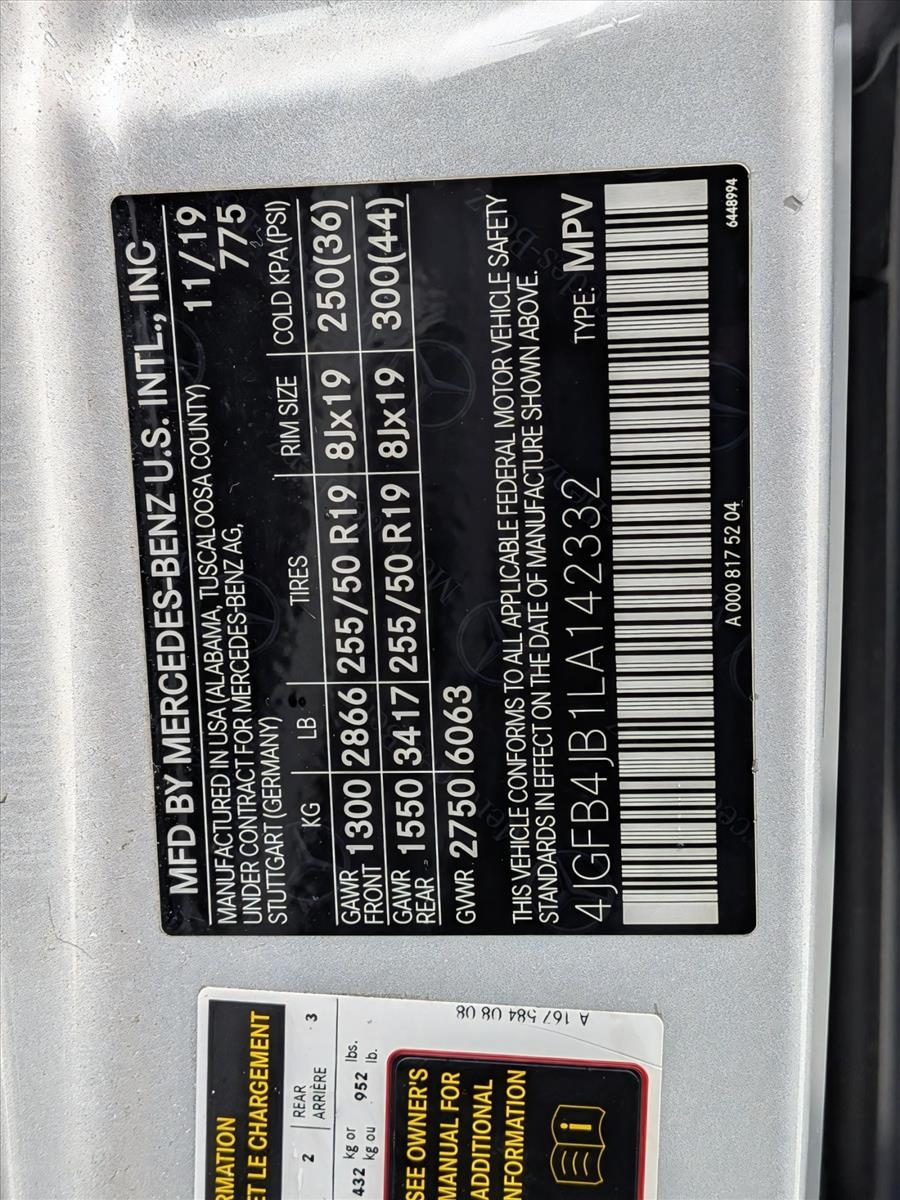 MFD BY MERCEDES-BENZ U.S. INTL., INC
MANUFACTURED IN USA (ALABAMA, TUSCALOOSA COUNTY) 11/19
UNDER CONTRACT FOR MERCEDES-BENZ AG, 775
STUTTGART (GERMANY)
KG LB TIRES RIM SIZE COLD KPA (PSI)
GAWR FRONT 1300 2866 255/50 R19 8Jx19 250(36)
GAWR REAR 1550 3417 255/50 R19 8Jx19 300(44)
GWR 2750 6063
THIS VEHICLE CONFORMS TO ALL APPLICABLE FEDERAL MOTOR VEHICLE SAFETY
STANDARDS IN EFFECT ON THE DATE OF MANUFACTURE SHOWN ABOVE.
4JGFB4JB1LA142332 TYPE: MPV
A 000 817 52 04 6448994
ET LE CHARGEMENT
2 REAR 3
ARRIÈRE
432 kg or lbs.
kg ou 952 lb.
SEE OWNER'S
MANUAL FOR
ADDITIONAL
A 167 584 08 08